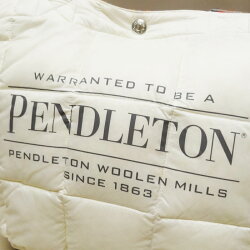 WARRANTED TO BE A
PENDLETON®
PENDLETON WOOLEN MILLS
SINCE 1863